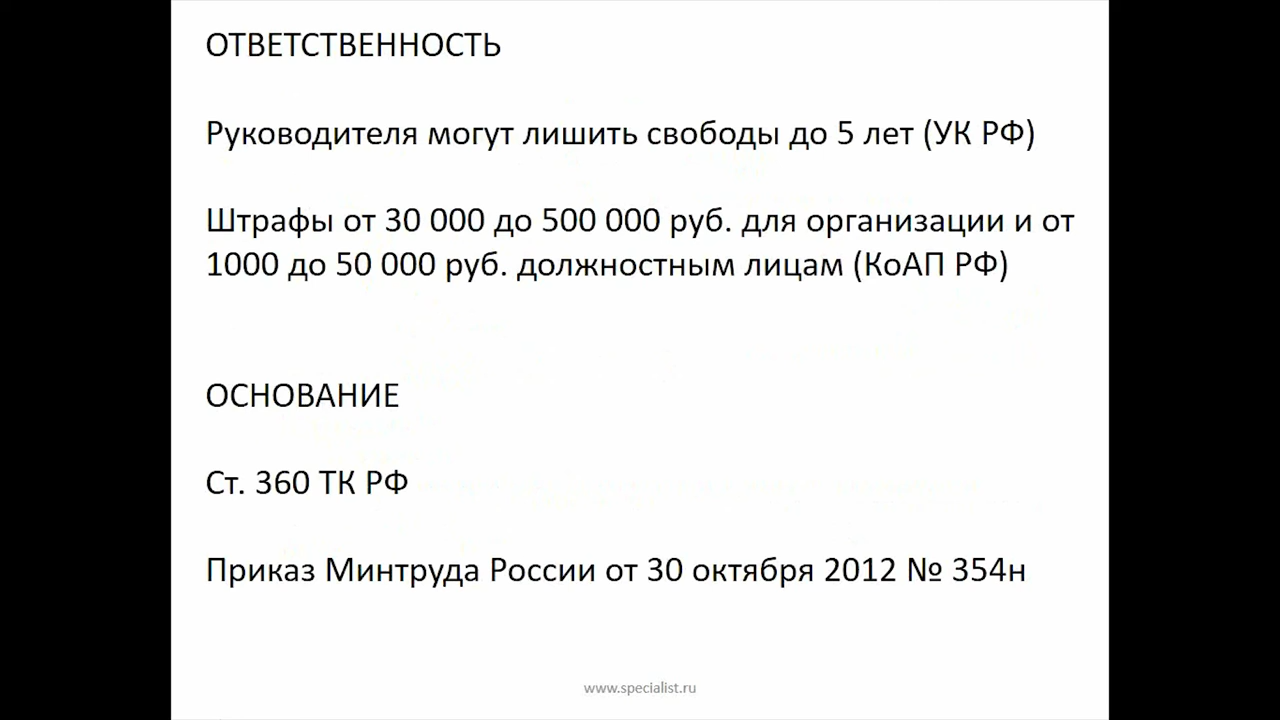 ОТВЕТСТВЕННОСТЬ
Руководителя могут лишить свободы до 5 лет (УК РФ)
Штрафы от 30 000 до 500 000 руб. для организации и от
1000 до 50 000 руб. должностным лицам (КоАП РФ)
ОСНОВАНИЕ
Ст. 360 ТК РФ
Приказ Минтруда России от 30 октября 2012 № 354н
www.specialist.ru